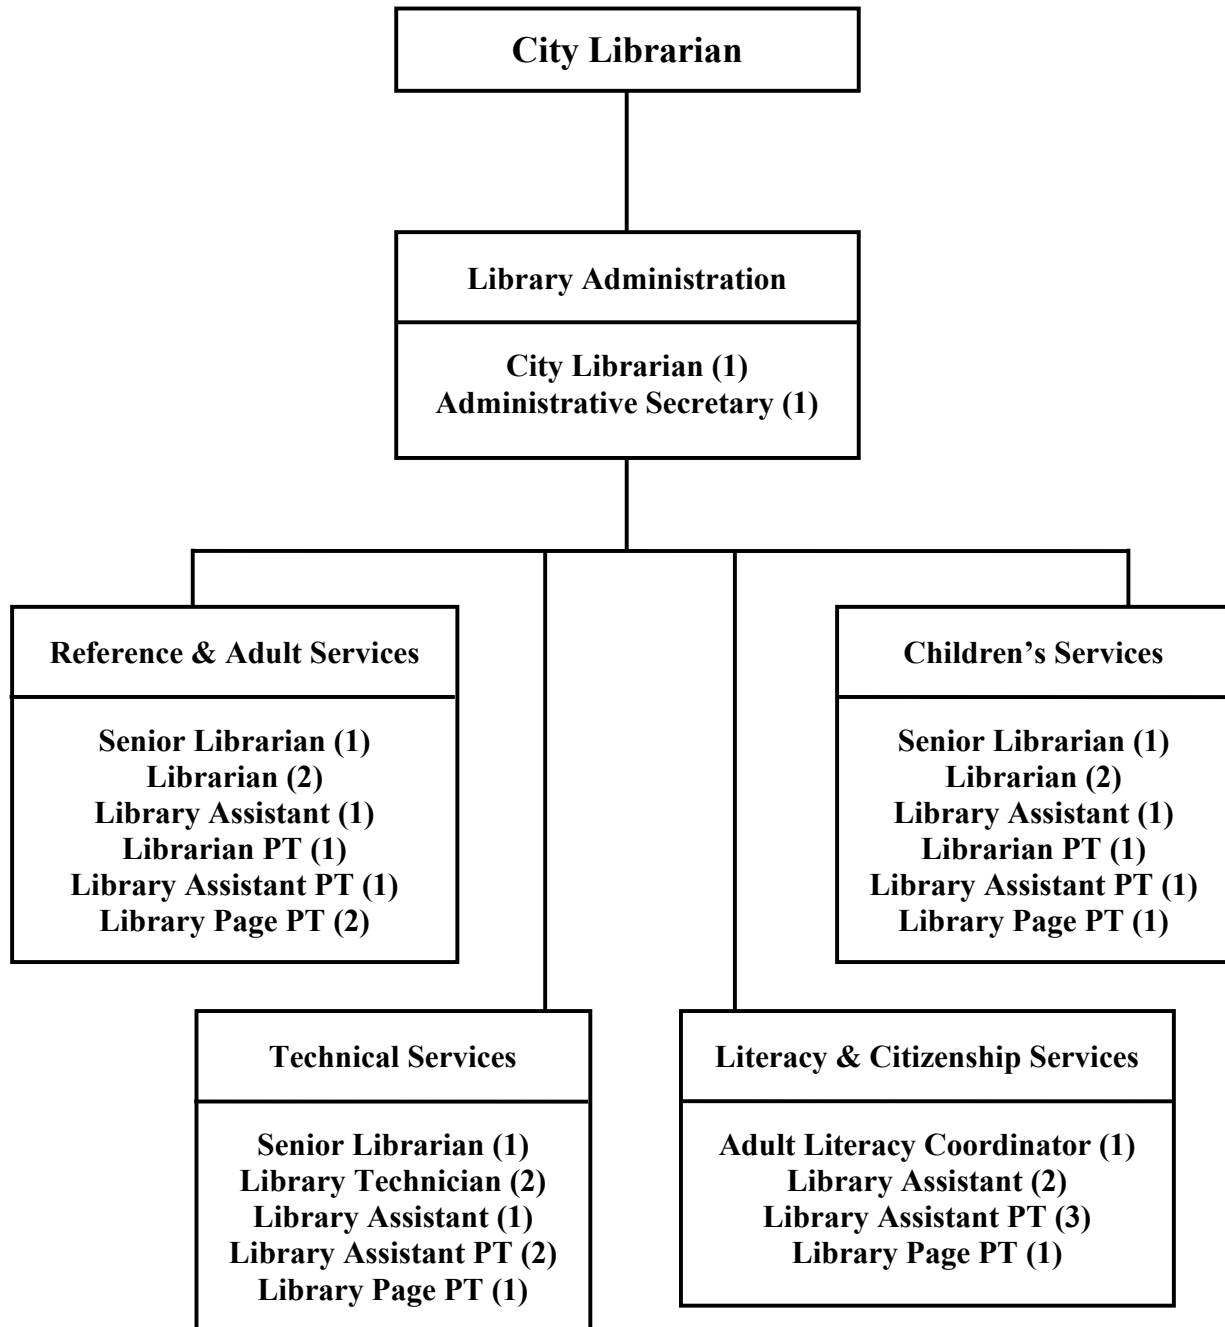 City Librarian
Library Administration
City Librarian (1)
Administrative Secretary (1)
Reference & Adult Services
Senior Librarian (1)
Librarian (2)
Library Assistant (1)
Librarian PT (1)
Library Assistant PT (1)
Library Page PT (2)
Children’s Services
Senior Librarian (1)
Librarian (2)
Library Assistant (1)
Librarian PT (1)
Library Assistant PT (1)
Library Page PT (1)
Technical Services
Senior Librarian (1)
Library Technician (2)
Library Assistant (1)
Library Assistant PT (2)
Library Page PT (1)
Literacy & Citizenship Services
Adult Literacy Coordinator (1)
Library Assistant (2)
Library Assistant PT (3)
Library Page PT (1)